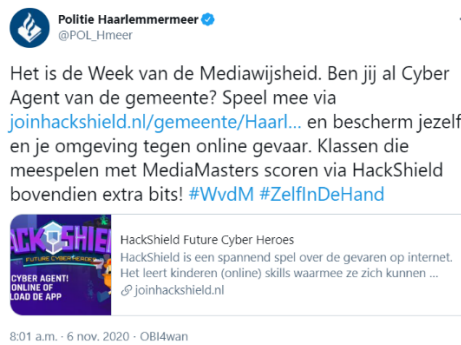 Politie Haarlemmermeer
@POL_Hmeer
Het is de Week van de Mediawijsheid. Ben jij al Cyber
Agent van de gemeente? Speel mee via
joinhackshield.nl/gemeente/Haarl... en bescherm jezelf
en je omgeving tegen online gevaar. Klassen die
meespelen met MediaMasters scoren via HackShield
bovendien extra bits! #WvdM #ZelfInDeHand
ACK SHIE
FUTURE CYBER HEROE
CYBER AGENT!
ONLINE OF
LOAD DE APP
HackShield Future Cyber Heroes
HackShield is een spannend spel over de gevaren op internet.
Het leert kinderen (online) skills waarmee ze zich kunnen ...
joinhackshield.nl
8:01 a.m. · 6 nov. 2020 · OBI4wan